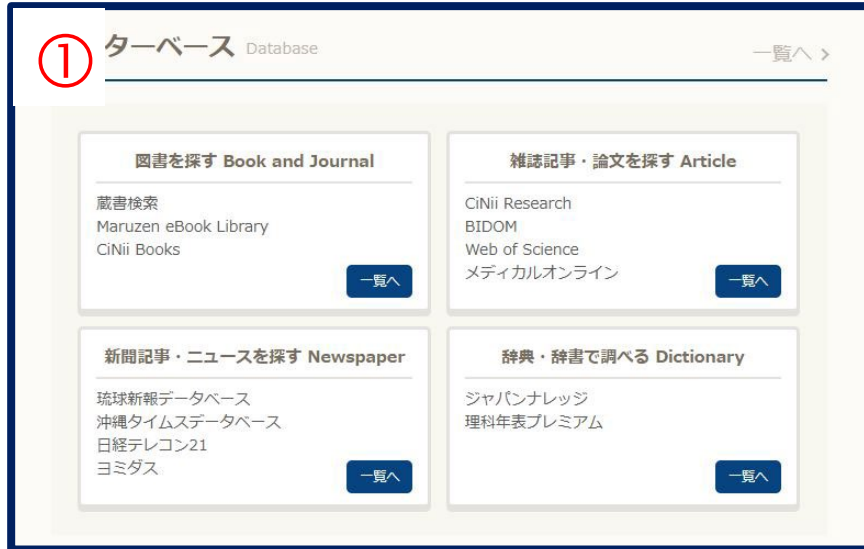 ①
ターベース Database
一覧へ >
図書を探す Book and Journal
蔵書検索
Maruzen eBook Library
CiNii Books
一覧へ
雑誌記事・論文を探す Article
CiNii Research
BIDOM
Web of Science
メディカルオンライン
一覧へ
新聞記事・ニュースを探す Newspaper
琉球新報データベース
沖縄タイムスデータベース
日経テレコン21
ヨミダス
一覧へ
辞典・辞書で調べる Dictionary
ジャパンナレッジ
理科年表プレミアム
一覧へ